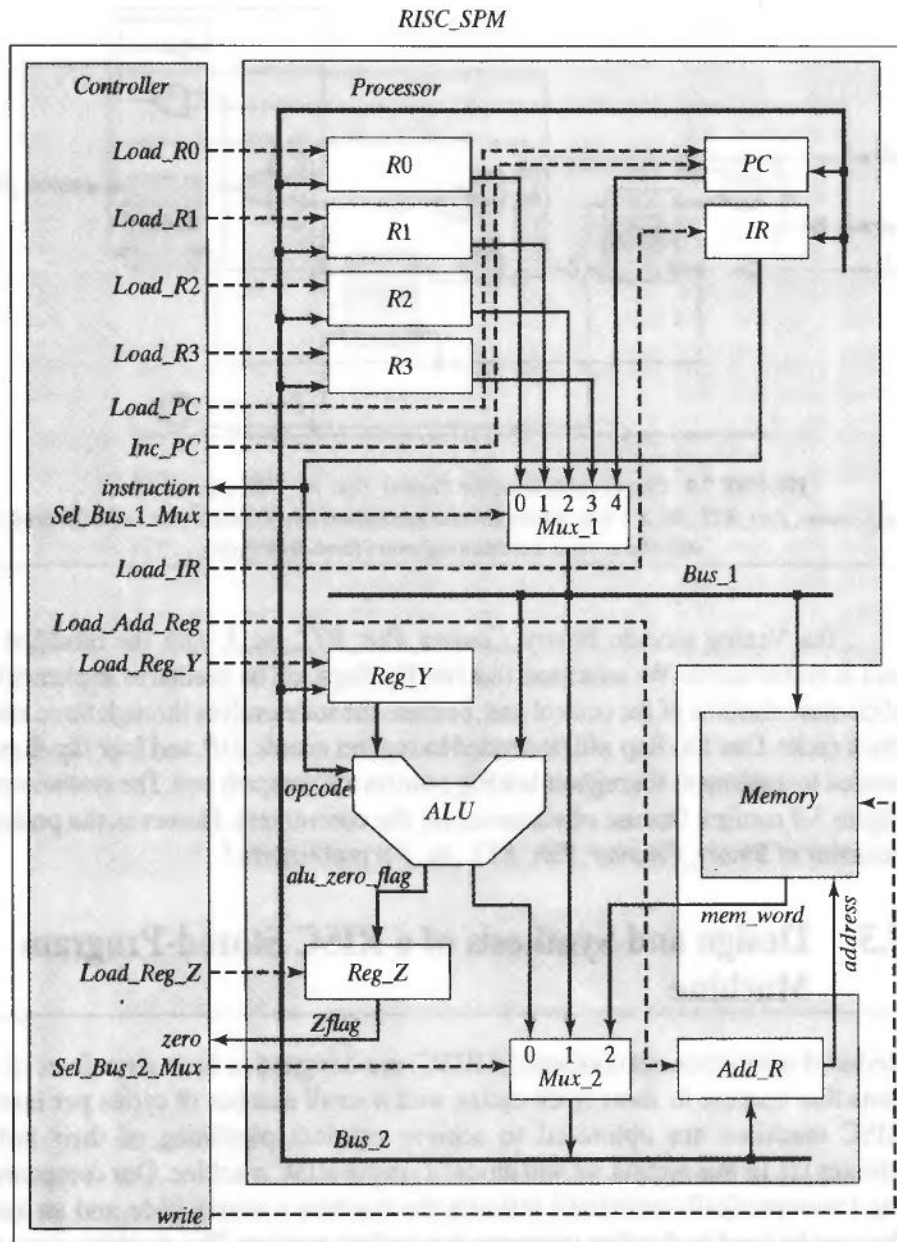 RISC_SPM
Controller
Processor
Load_R0
R0
PC
Load_R1
R1
IR
Load_R2
R2
Load_R3
R3
Load_PC
Inc_PC
instruction
0 1 2 3 4
Sel_Bus_1_Mux
Mux_1
Load_IR
Bus_1
Load_Add_Reg
Load_Reg_Y
Reg_Y
opcode
ALU
Memory
alu_zero_flag
mem_word
address
Load_Reg_Z
Reg_Z
Zflag
zero
0 1 2
Sel_Bus_2_Mux
Mux_2
Add_R
Bus_2
write